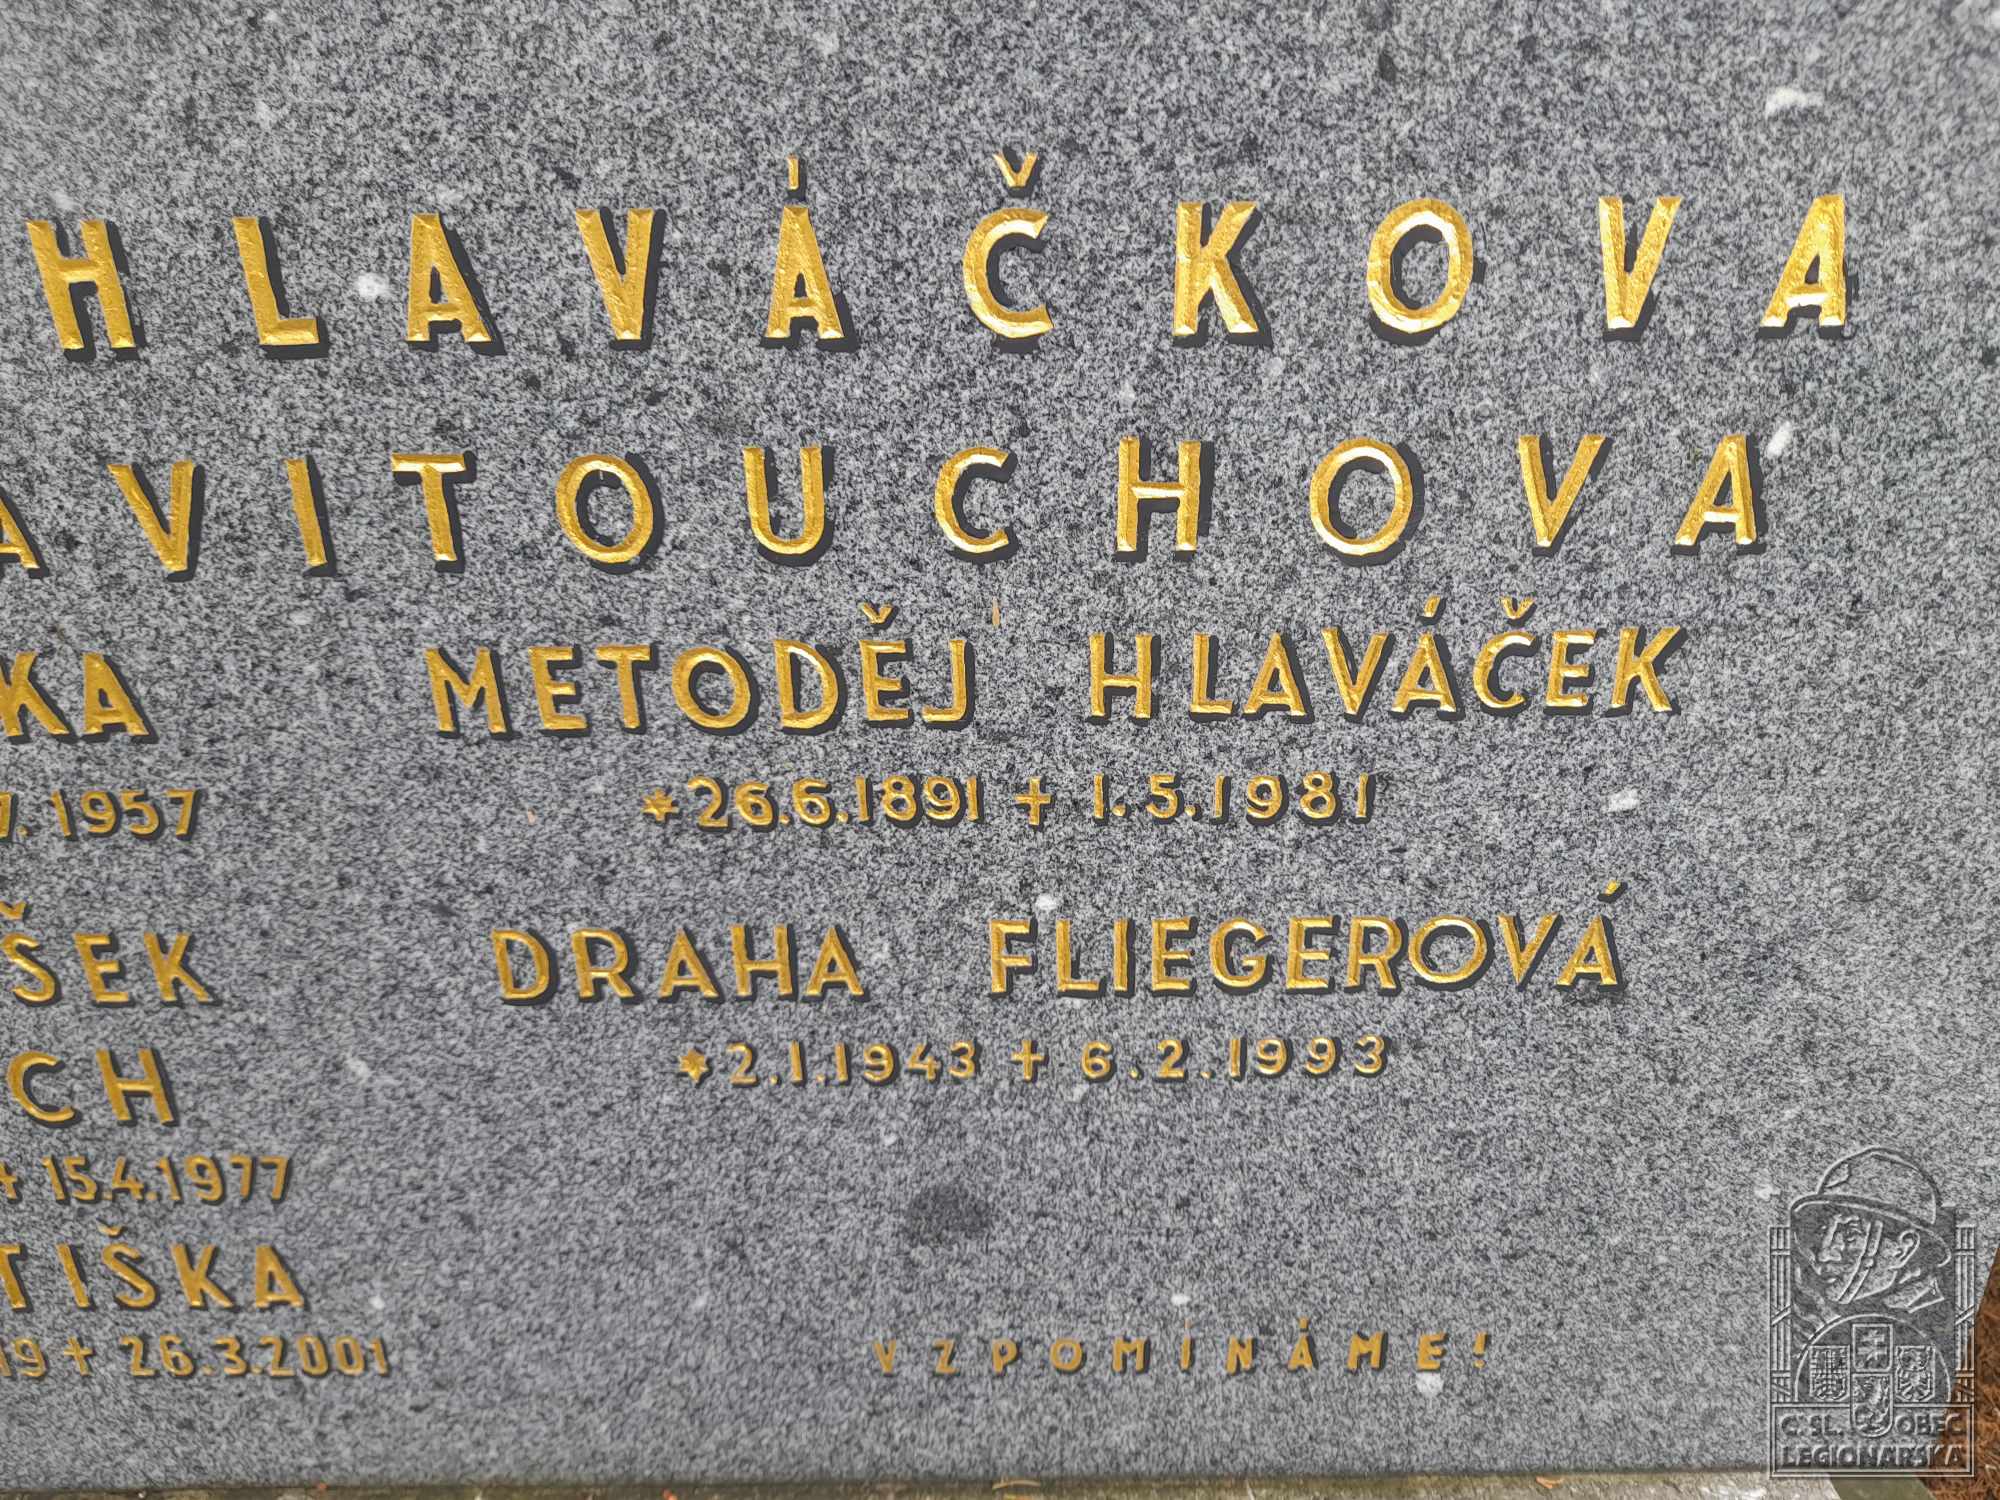 HLAVÁČKOVA
A VITOUCHOVA
KA METODĚJ HLAVÁČEK
7.1957 *26.6.1891 + 1.5.1981
ŠEK DRAHA FLIEGEROVÁ
*2.1.1943 + 6.2.1993
CH
+ 15.4.1977
TIŠKA
19 + 26.3.2001
VZPOMÍNÁME!
Č. SL. OBEC
LEGIONÁŘSKÁ